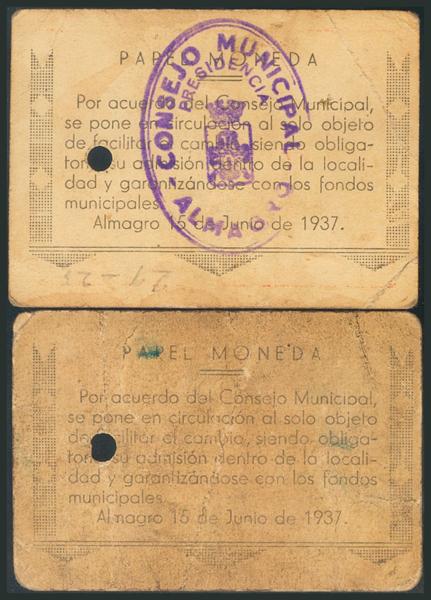 PAPEL MONEDA
Por acuerdo del Consejo Municipal,
se pone en circulación al solo objeto
de facilitar el cambio, siendo obliga-
toria su admisión dentro de la locali-
dad y garantizándose con los fondos
municipales.
Almagro 15 de Junio de 1937.
CONSEJO MUNICIPAL
PRESIDENCIA
- ALMAGRO -
PAPEL MONEDA
Por acuerdo del Consejo Municipal,
se pone en circulación al solo objeto
de facilitar el cambio, siendo obliga-
toria su admisión dentro de la locali-
dad y garantizándose con los fondos
municipales.
Almagro 15 de Junio de 1937.